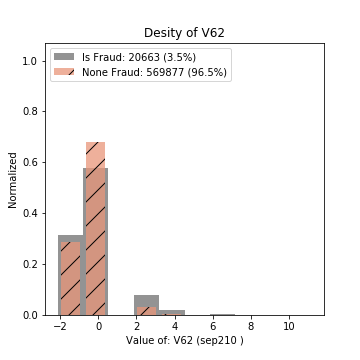 Desity of V62
Is Fraud: 20663 (3.5%)
None Fraud: 569877 (96.5%)
1.0
0.8
0.6
0.4
0.2
0.0
Normalized
−2 0 2 4 6 8 10
Value of: V62 (sep210 )